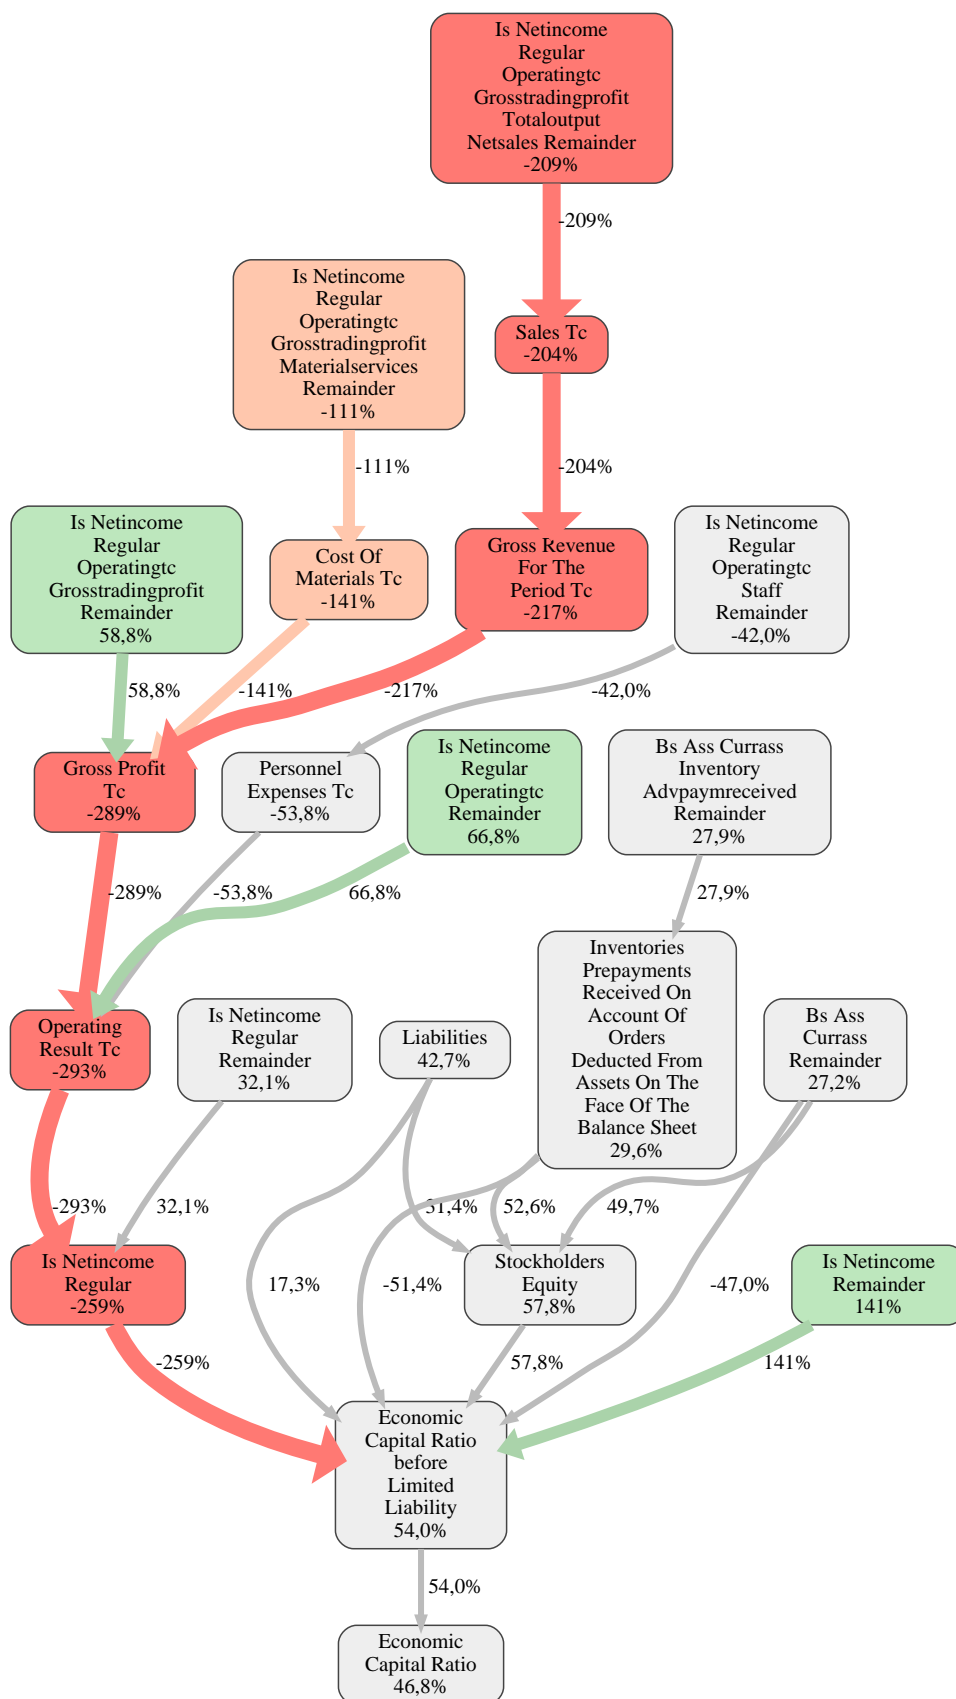 Is Netincome
Regular
Operatingtc
Grosstradingprofit
Totaloutput
Netsales Remainder
-209%
-209%
Is Netincome
Regular
Operatingtc
Grosstradingprofit
Materialservices
Remainder
-111%
Sales Tc
-204%
-111%
-204%
Is Netincome
Regular
Operatingtc
Grosstradingprofit
Remainder
58,8%
Cost Of
Materials Tc
-141%
Gross Revenue
For The
Period Tc
-217%
Is Netincome
Regular
Operatingtc
Staff
Remainder
-42,0%
58,8%
-141%
-217%
-42,0%
Gross Profit
Tc
-289%
Personnel
Expenses Tc
-53,8%
Is Netincome
Regular
Operatingtc
Remainder
66,8%
Bs Ass Currass
Inventory
Advpaymreceived
Remainder
27,9%
-289%
-53,8%
66,8%
27,9%
Operating
Result Tc
-293%
Is Netincome
Regular
Remainder
32,1%
Liabilities
42,7%
Inventories
Prepayments
Received On
Account Of
Orders
Deducted From
Assets On The
Face Of The
Balance Sheet
29,6%
Bs Ass
Currass
Remainder
27,2%
-293%
32,1%
31,4%
52,6%
49,7%
Is Netincome
Regular
-259%
17,3%
-51,4%
Stockholders
Equity
57,8%
-47,0%
Is Netincome
Remainder
141%
-259%
57,8%
141%
Economic
Capital Ratio
before
Limited
Liability
54,0%
54,0%
Economic
Capital Ratio
46,8%